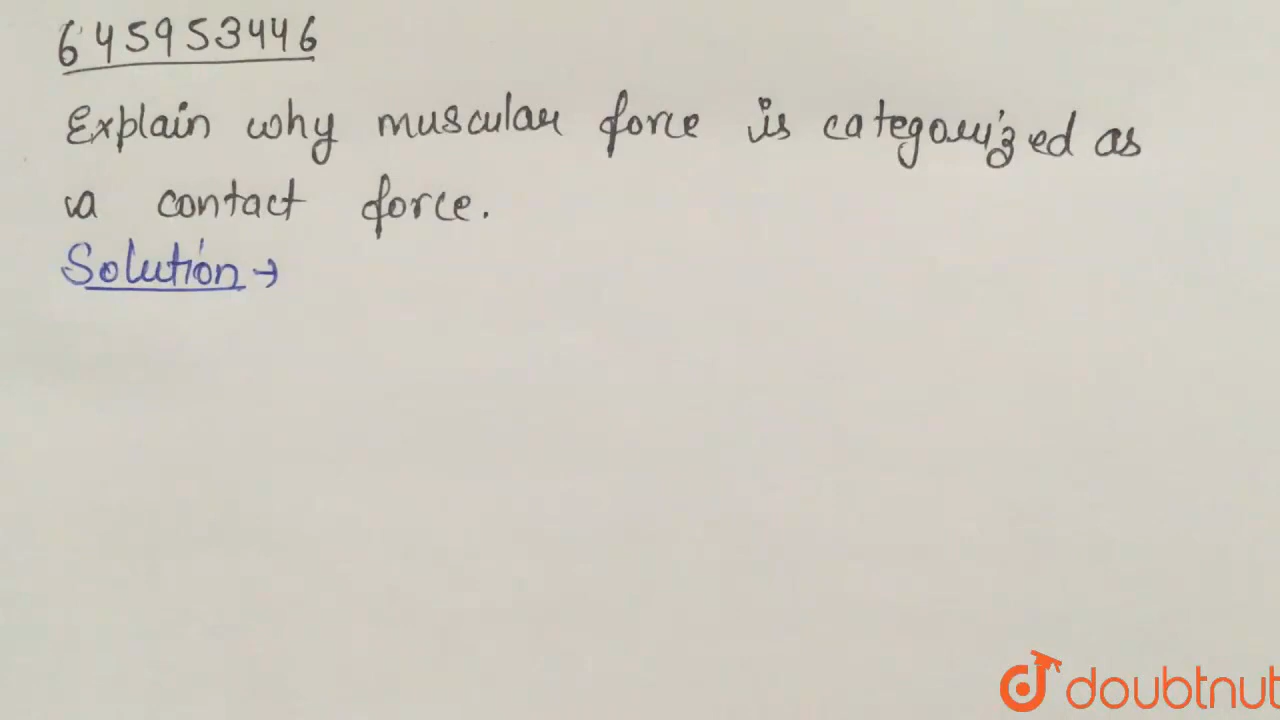 645953446
Explain why muscular force is categorized as
a contact force.
Solution →
doubtnut